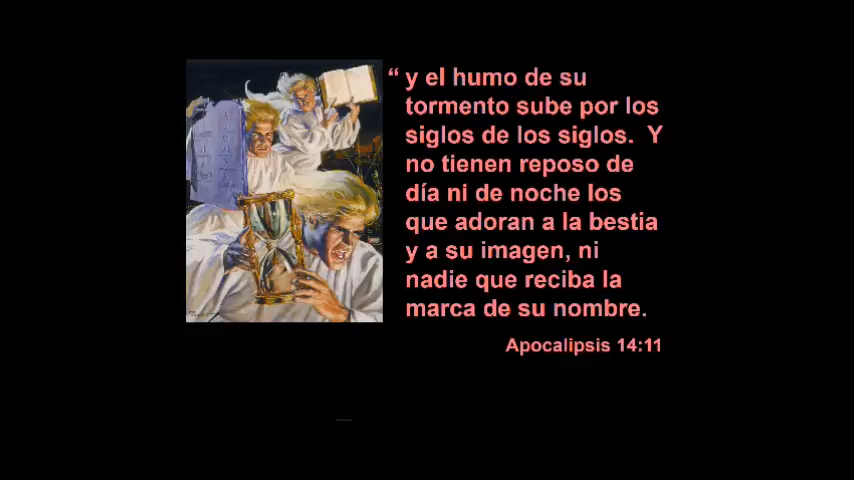 “ y el humo de su
tormento sube por los
siglos de los siglos. Y
no tienen reposo de
día ni de noche los
que adoran a la bestia
y a su imagen, ni
nadie que reciba la
marca de su nombre.
Apocalipsis 14:11